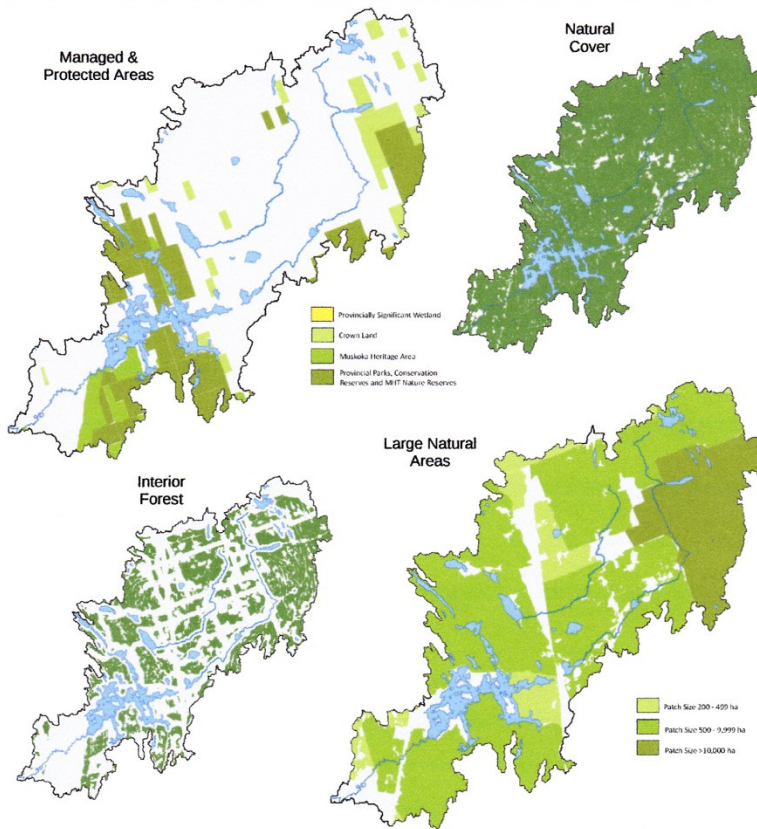 Managed &
Protected Areas
Natural
Cover
Provincially Significant Wetland
Crown Land
Muskoka Heritage Area
Provincial Parks, Conservation
Reserves and MHT Nature Reserves
Interior
Forest
Large Natural
Areas
Patch Size 200 - 499 ha
Patch Size 500 - 9,999 ha
Patch Size >10,000 ha